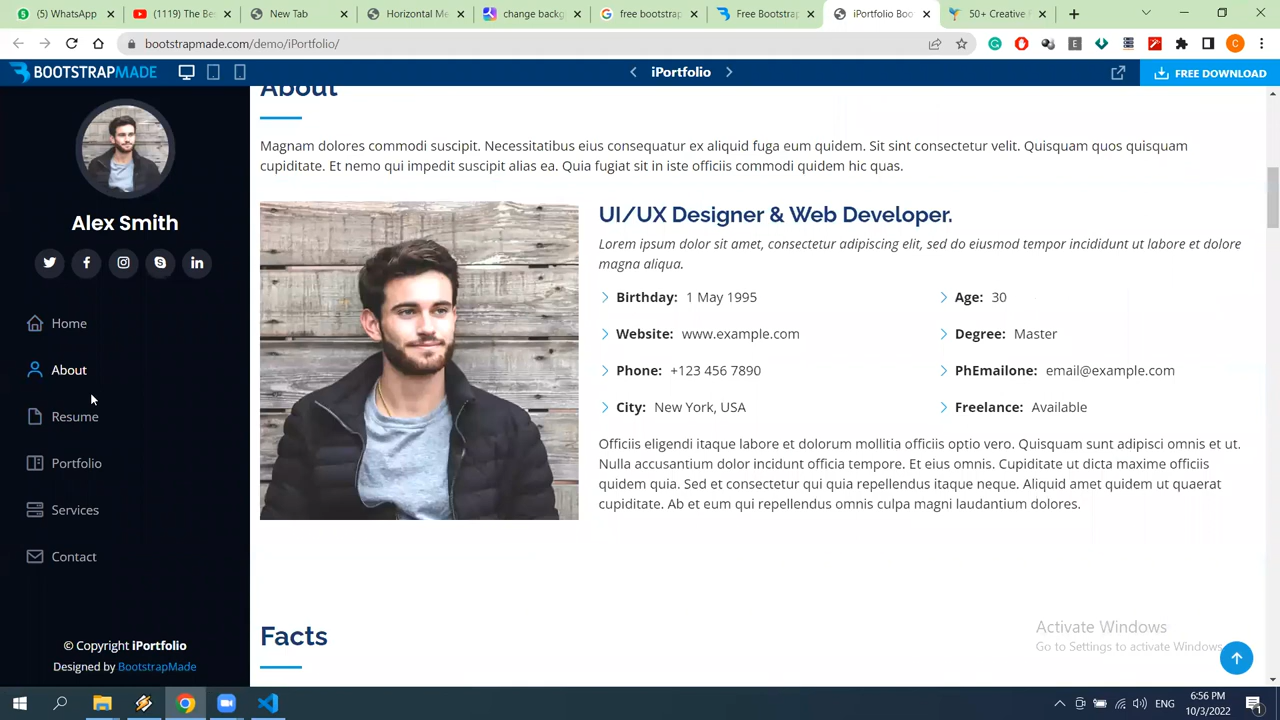 (5) WhatsApp
(1119) The Bes
New Tab
Horizontal Me
change backg
free bootstrap
Free Bootstrap
iPortfolio Boo
50+ Creative P
bootstrapmade.com/demo/iPortfolio/
BOOTSTRAPMADE
iPortfolio
FREE DOWNLOAD
Alex Smith
Home
About
Resume
Portfolio
Services
Contact
© Copyright iPortfolio
Designed by BootstrapMade
About
Magnam dolores commodi suscipit. Necessitatibus eius consequatur ex aliquid fuga eum quidem. Sit sint consectetur velit. Quisquam quos quisquam
cupiditate. Et nemo qui impedit suscipit alias ea. Quia fugiat sit in iste officiis commodi quidem hic quas.
UI/UX Designer & Web Developer.
Lorem ipsum dolor sit amet, consectetur adipiscing elit, sed do eiusmod tempor incididunt ut labore et dolore
magna aliqua.
Birthday: 1 May 1995
Age: 30
Website: www.example.com
Degree: Master
Phone: +123 456 7890
PhEmailone: email@example.com
City: New York, USA
Freelance: Available
Officiis eligendi itaque labore et dolorum mollitia officiis optio vero. Quisquam sunt adipisci omnis et ut.
Nulla accusantium dolor incidunt officia tempore. Et eius omnis. Cupiditate ut dicta maxime officiis
quidem quia. Sed et consectetur qui quia repellendus itaque neque. Aliquid amet quidem ut quaerat
cupiditate. Ab et eum qui repellendus omnis culpa magni laudantium dolores.
Facts
Activate Windows
Go to Settings to activate Windows.
ENG
6:56 PM
10/3/2022